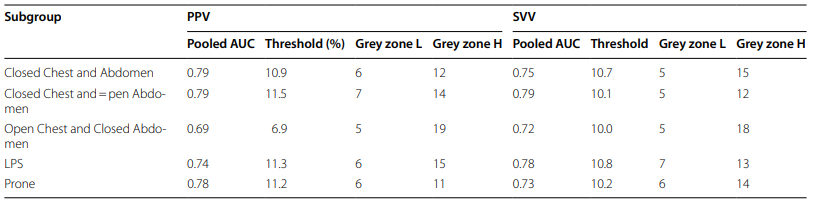 Subgroup PPV SVV
Pooled AUC Threshold (%) Grey zone L Grey zone H Pooled AUC Threshold Grey zone L Grey zone H
Closed Chest and Abdomen 0.79 10.9 6 12 0.75 10.7 5 15
Closed Chest and = pen Abdo- 0.79 11.5 7 14 0.79 10.1 5 12
men
Open Chest and Closed Abdo- 0.69 6.9 5 19 0.72 10.0 5 18
men
LPS 0.74 11.3 6 15 0.78 10.8 7 13
Prone 0.78 11.2 6 11 0.73 10.2 6 14